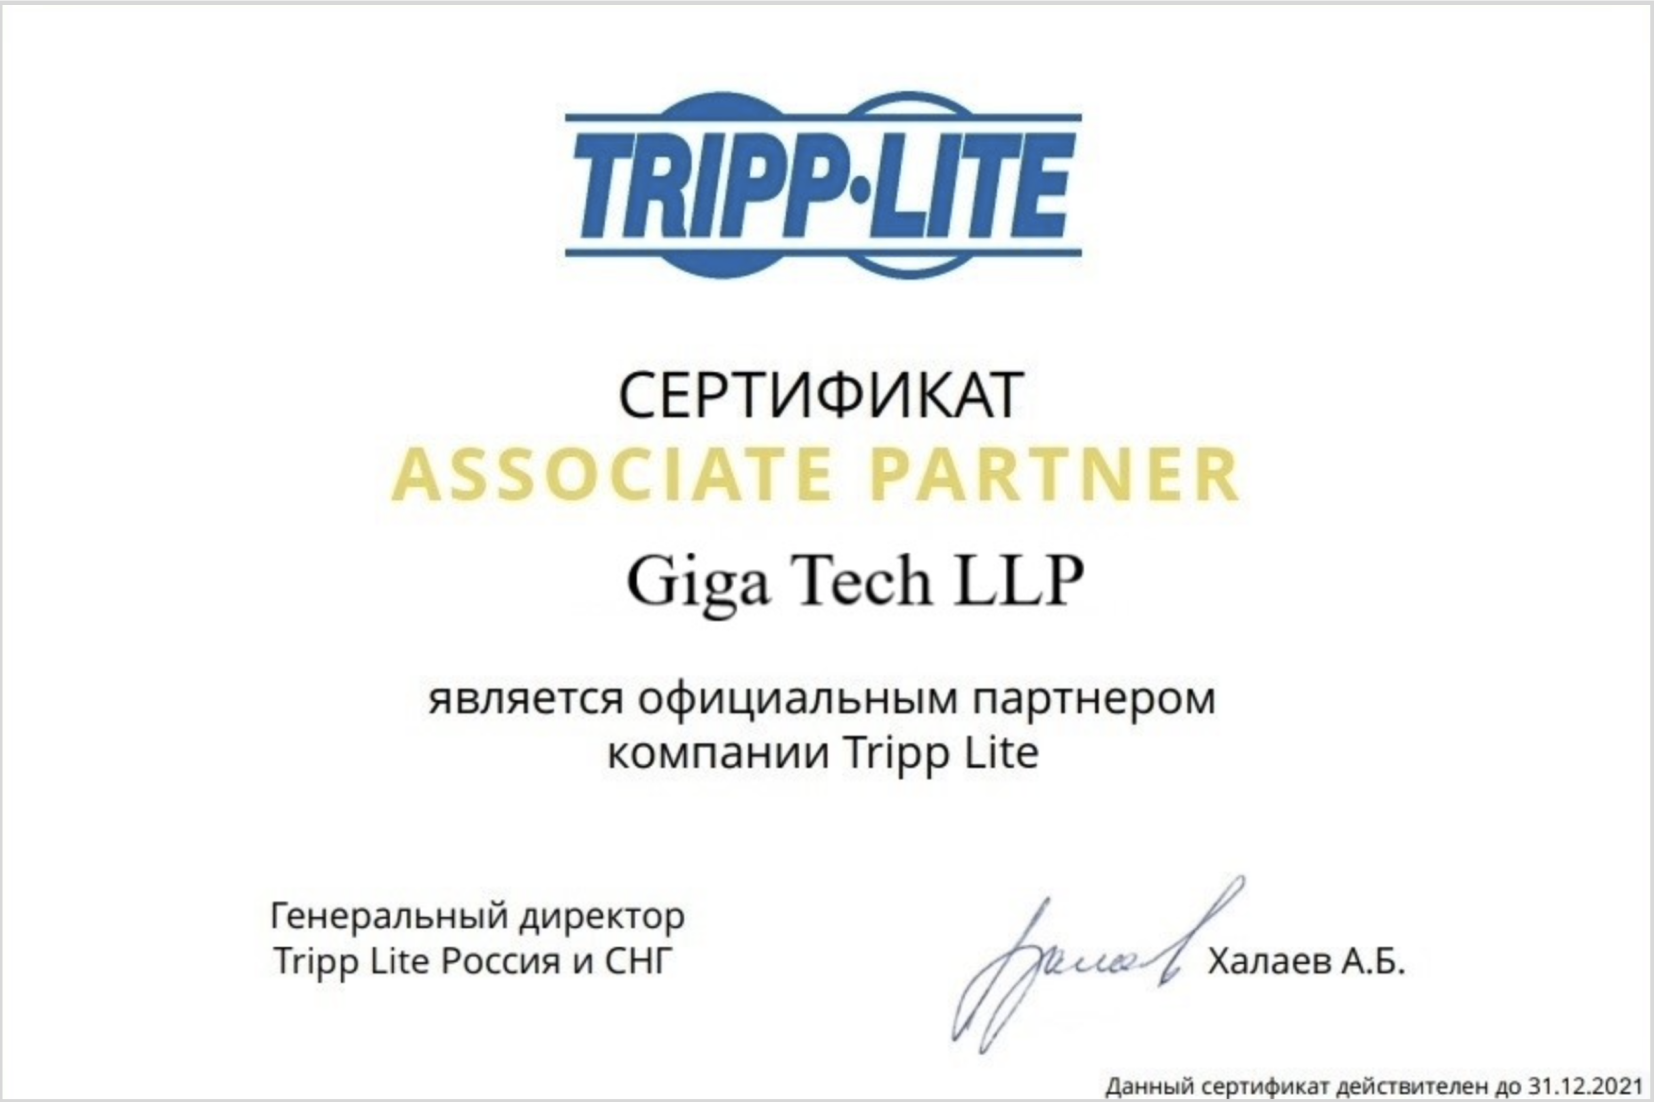 TRIPP·LITE
СЕРТИФИКАТ
ASSOCIATE PARTNER
Giga Tech LLP
является официальным партнером
компании Tripp Lite
Генеральный директор
Tripp Lite Россия и СНГ
Халаев А.Б.
Данный сертификат действителен до 31.12.2021